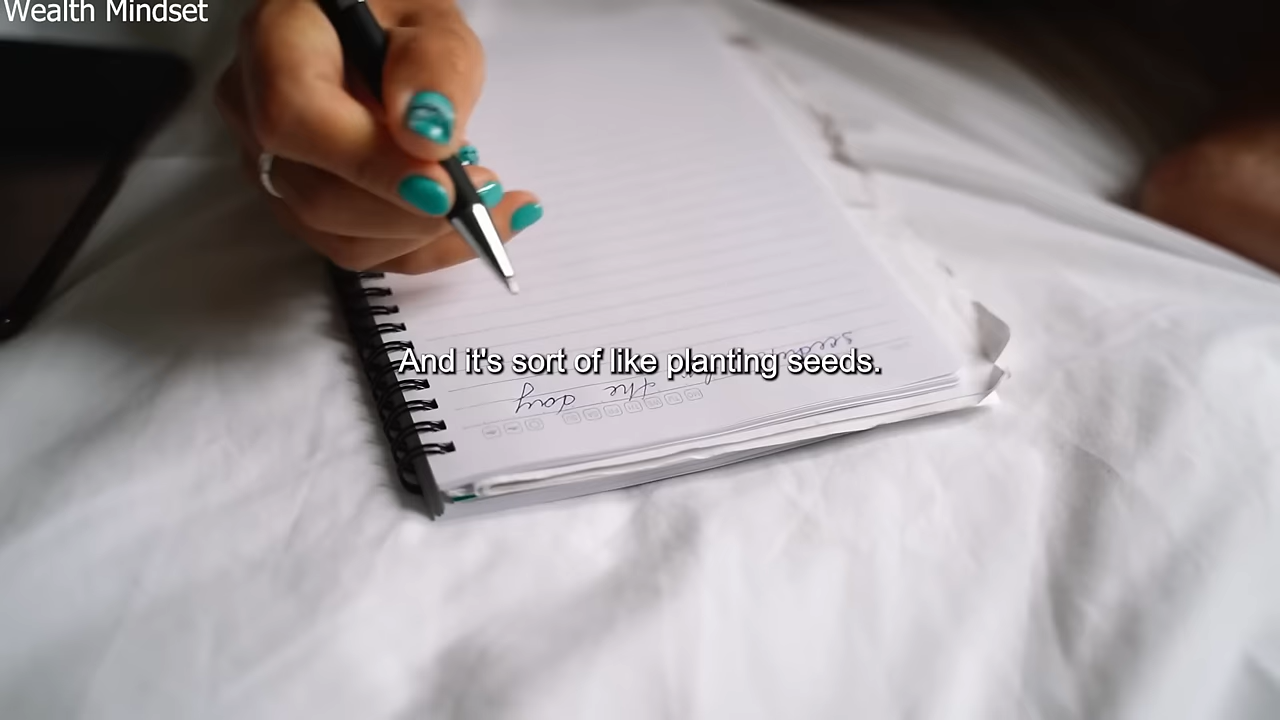 Wealth Mindset
And it's sort of like planting seeds.
the day